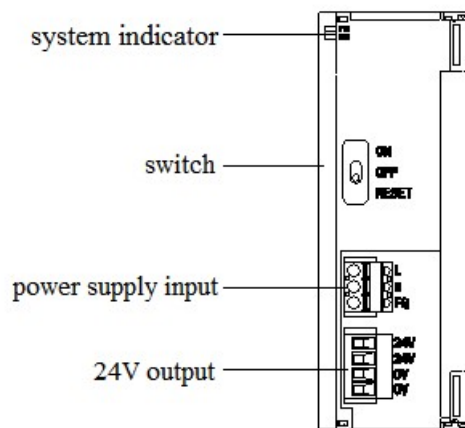 system indicator
switch
ON
OFF
RESET
power supply input
L
N
FG
24V output
24V
24V
0V
0V